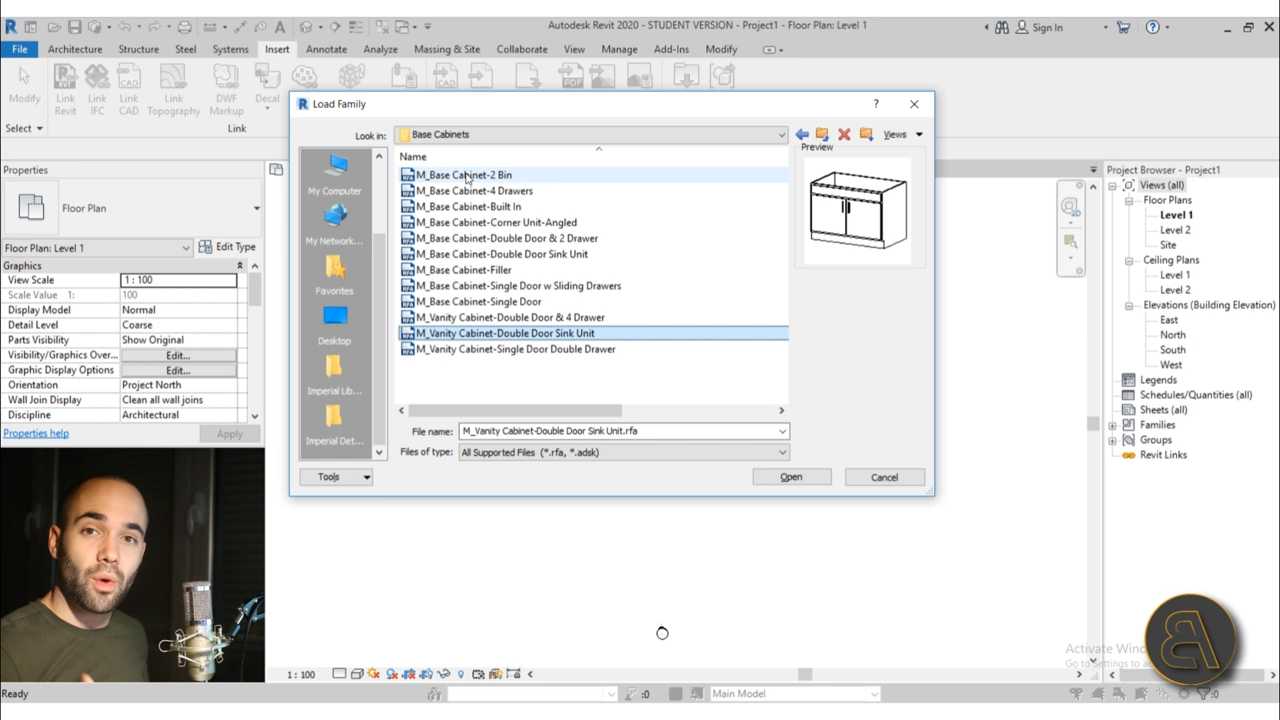 Autodesk Revit 2020 - STUDENT VERSION - Project1 - Floor Plan: Level 1
Sign In
File Architecture Structure Steel Systems Insert Annotate Analyze Massing & Site Collaborate View Manage Add-Ins Modify
Modify
Link Revit
Link IFC
Link CAD
Link Topography
DWF Markup
Decal
Select
Link
Load Family
Look in: Base Cabinets
Views
Name
Preview
M_Base Cabinet-2 Bin
M_Base Cabinet-4 Drawers
M_Base Cabinet-Built In
M_Base Cabinet-Corner Unit-Angled
M_Base Cabinet-Double Door & 2 Drawer
M_Base Cabinet-Double Door Sink Unit
M_Base Cabinet-Filler
M_Base Cabinet-Single Door w Sliding Drawers
M_Base Cabinet-Single Door
M_Vanity Cabinet-Double Door & 4 Drawer
M_Vanity Cabinet-Double Door Sink Unit
M_Vanity Cabinet-Single Door Double Drawer
My Computer
My Network...
Favorites
Desktop
Imperial Lib...
Imperial Det...
File name: M_Vanity Cabinet-Double Door Sink Unit.rfa
Files of type: All Supported Files (*.rfa, *.adsk)
Tools
Open
Cancel
Properties
Floor Plan
Floor Plan: Level 1
Edit Type
Graphics
View Scale 1 : 100
Scale Value 1: 100
Display Model Normal
Detail Level Coarse
Parts Visibility Show Original
Visibility/Graphics Over... Edit...
Graphic Display Options Edit...
Orientation Project North
Wall Join Display Clean all wall joins
Discipline Architectural
Properties help
Apply
Project Browser - Project1
Views (all)
Floor Plans
Level 1
Level 2
Site
Ceiling Plans
Level 1
Level 2
Elevations (Building Elevation)
East
North
South
West
Legends
Schedules/Quantities (all)
Sheets (all)
Families
Groups
Revit Links
1 : 100
Ready
:0
Main Model
:0